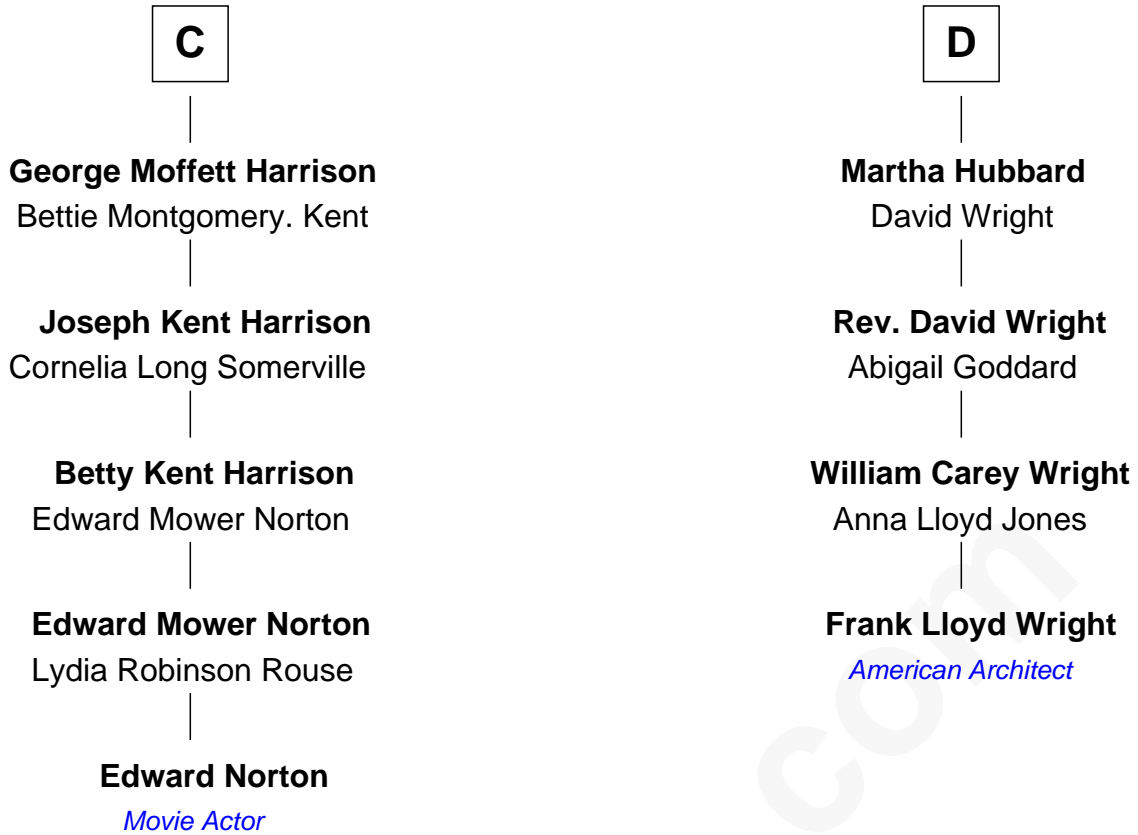 C
George Moffett Harrison
Bettie Montgomery. Kent
Joseph Kent Harrison
Cornelia Long Somerville
Betty Kent Harrison
Edward Mower Norton
Edward Mower Norton
Lydia Robinson Rouse
Edward Norton
Movie Actor
D
Martha Hubbard
David Wright
Rev. David Wright
Abigail Goddard
William Carey Wright
Anna Lloyd Jones
Frank Lloyd Wright
American Architect
com